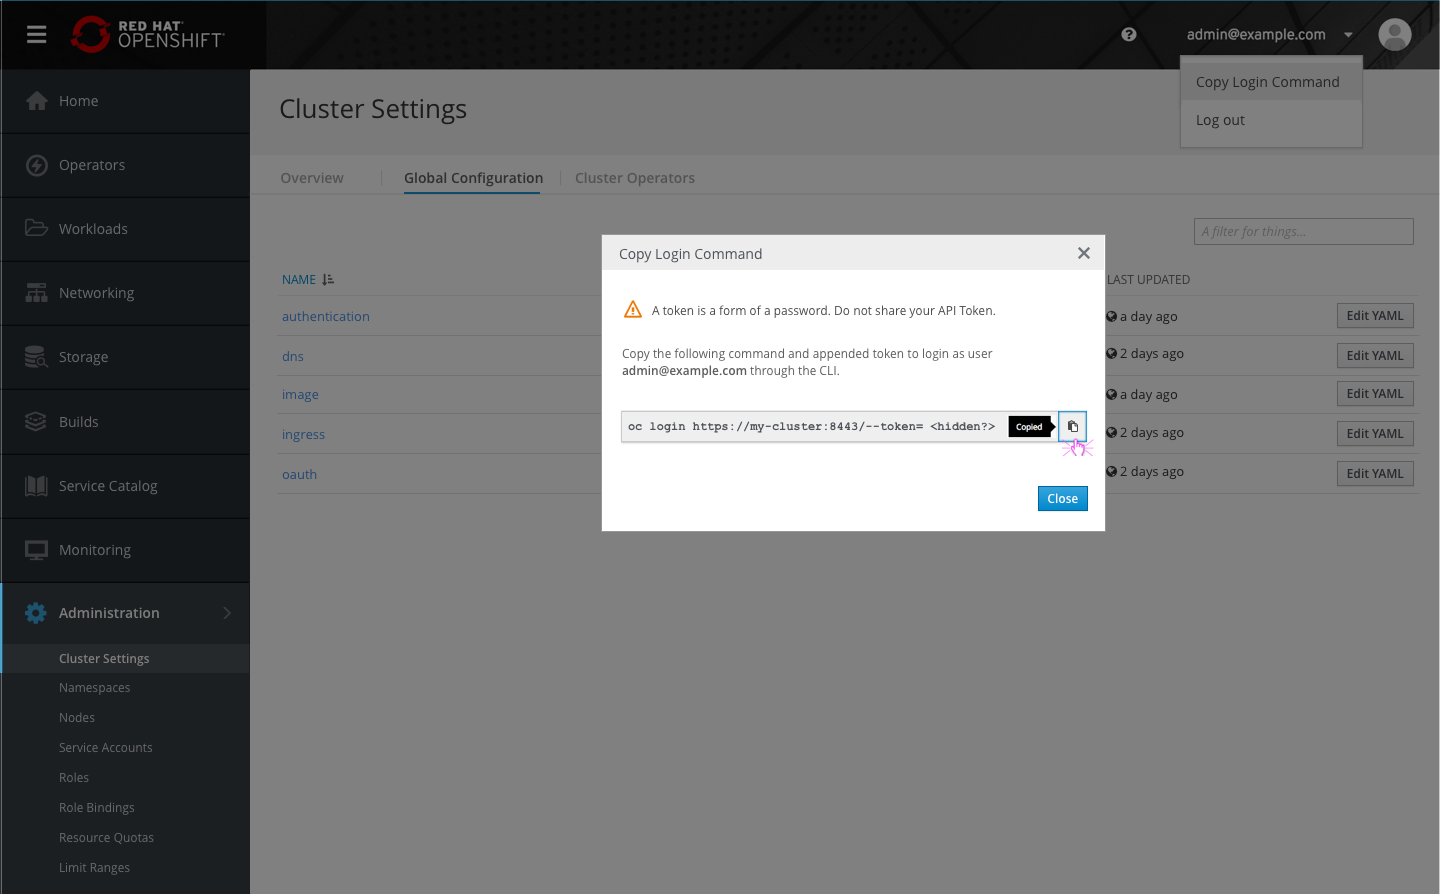 RED HAT
OPENSHIFT
admin@example.com
Copy Login Command
Log out
Home
Operators
Workloads
Networking
Storage
Builds
Service Catalog
Monitoring
Administration
Cluster Settings
Namespaces
Nodes
Service Accounts
Roles
Role Bindings
Resource Quotas
Limit Ranges
Cluster Settings
Overview
Global Configuration
Cluster Operators
A filter for things...
NAME
LAST UPDATED
authentication
a day ago
Edit YAML
dns
2 days ago
Edit YAML
image
a day ago
Edit YAML
ingress
2 days ago
Edit YAML
oauth
2 days ago
Edit YAML
Copy Login Command
A token is a form of a password. Do not share your API Token.
Copy the following command and appended token to login as user
admin@example.com through the CLI.
oc login https://my-cluster:8443/--token= <hidden?>
Copied
Close